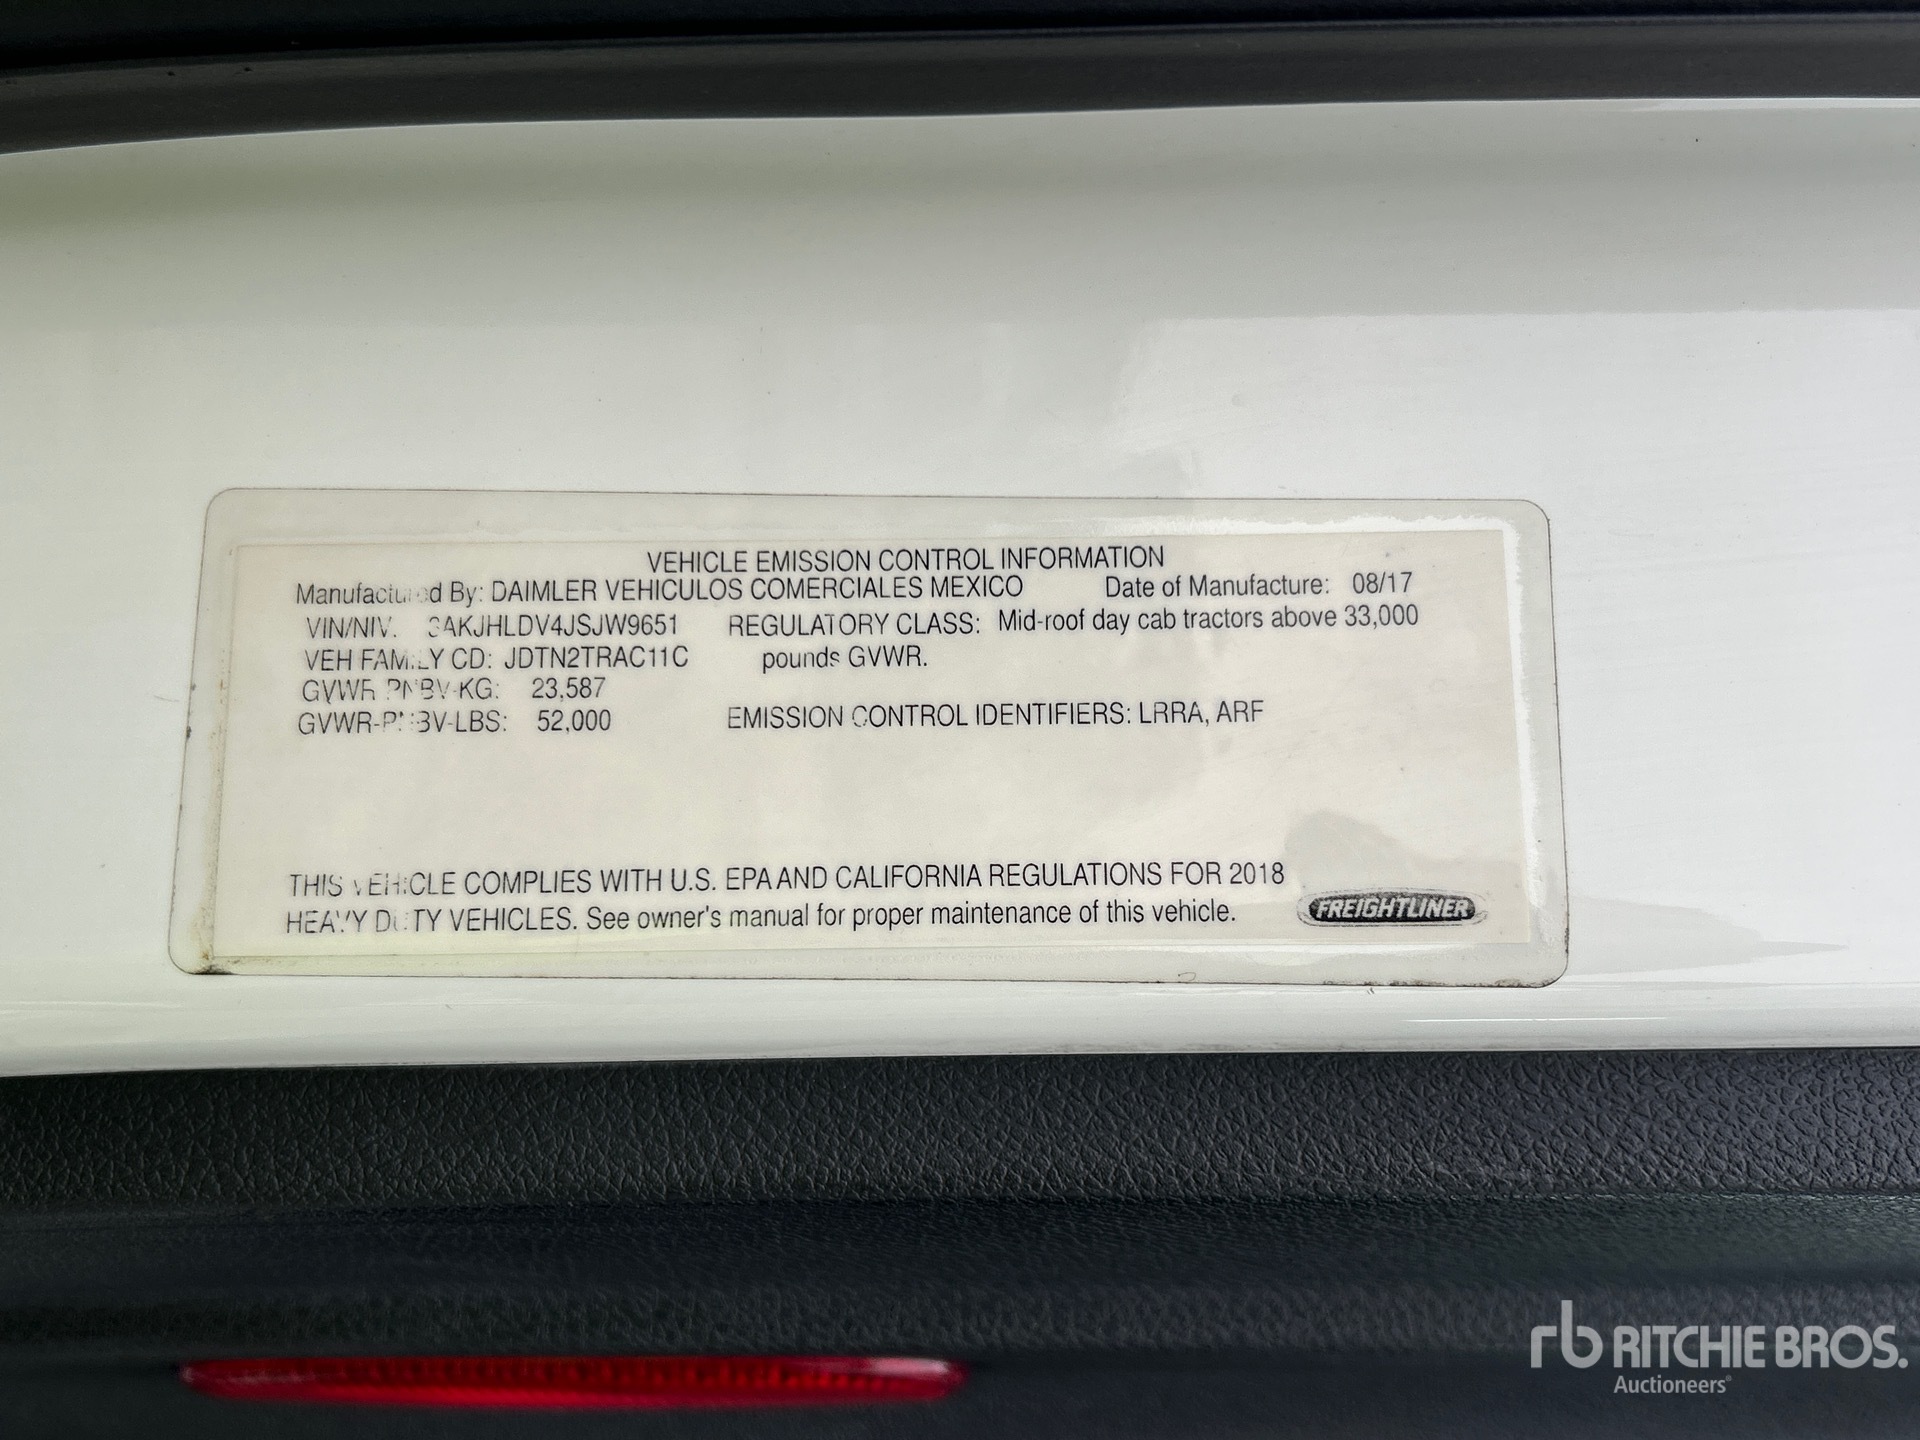 VEHICLE EMISSION CONTROL INFORMATION
Manufactured By: DAIMLER VEHICULOS COMERCIALES MEXICO Date of Manufacture: 08/17
VIN/NIV: 3AKJHLDV4JSJW9651 REGULATORY CLASS: Mid-roof day cab tractors above 33,000
VEH FAMILY CD: JDTN2TRAC11C pounds GVWR.
GVWR-PNBV-KG: 23,587
GVWR-PNBV-LBS: 52,000 EMISSION CONTROL IDENTIFIERS: LRRA, ARF
THIS VEHICLE COMPLIES WITH U.S. EPA AND CALIFORNIA REGULATIONS FOR 2018
HEAVY DUTY VEHICLES. See owner's manual for proper maintenance of this vehicle.
FREIGHTLINER
rb RITCHIE BROS.
Auctioneers